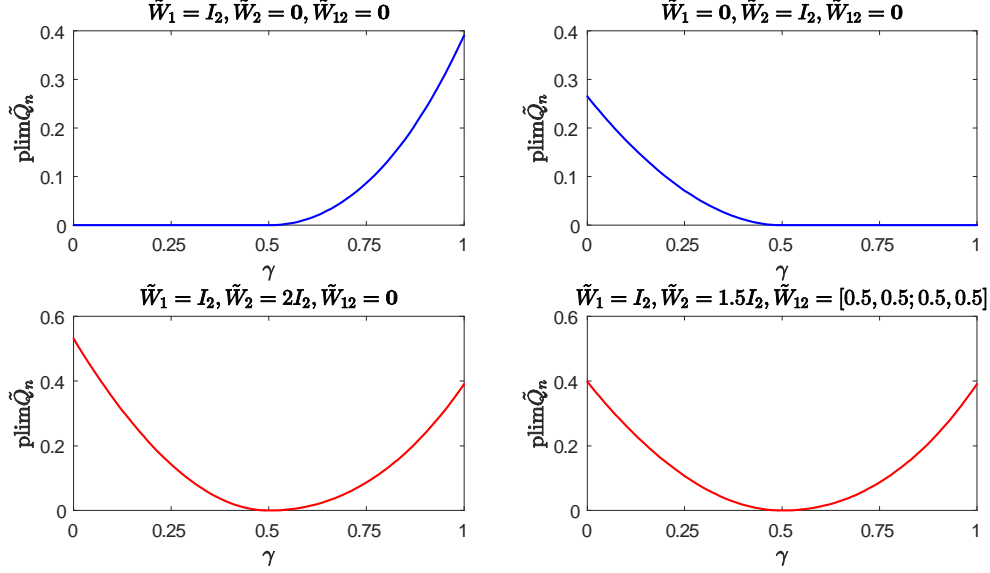 W̃₁ = I₂, W̃₂ = 0, W̃₁₂ = 0
0.4
0.3
0.2
0.1
0
plimQ̃ₙ
0 0.25 0.5 0.75 1
γ
W̃₁ = 0, W̃₂ = I₂, W̃₁₂ = 0
0.4
0.3
0.2
0.1
0
plimQ̃ₙ
0 0.25 0.5 0.75 1
γ
W̃₁ = I₂, W̃₂ = 2I₂, W̃₁₂ = 0
0.6
0.4
0.2
0
plimQ̃ₙ
0 0.25 0.5 0.75 1
γ
W̃₁ = I₂, W̃₂ = 1.5I₂, W̃₁₂ = [0.5, 0.5; 0.5, 0.5]
0.6
0.4
0.2
0
plimQ̃ₙ
0 0.25 0.5 0.75 1
γ